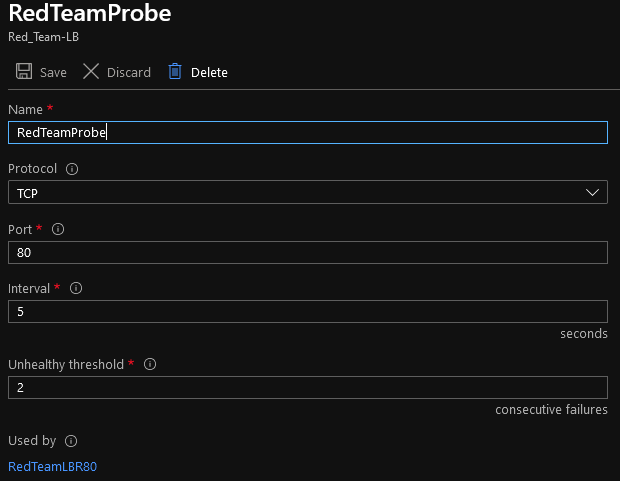 RedTeamProbe
Red_Team-LB
Save Discard Delete
Name *
RedTeamProbe
Protocol
TCP
Port *
80
Interval *
5
seconds
Unhealthy threshold *
2
consecutive failures
Used by
RedTeamLBR80